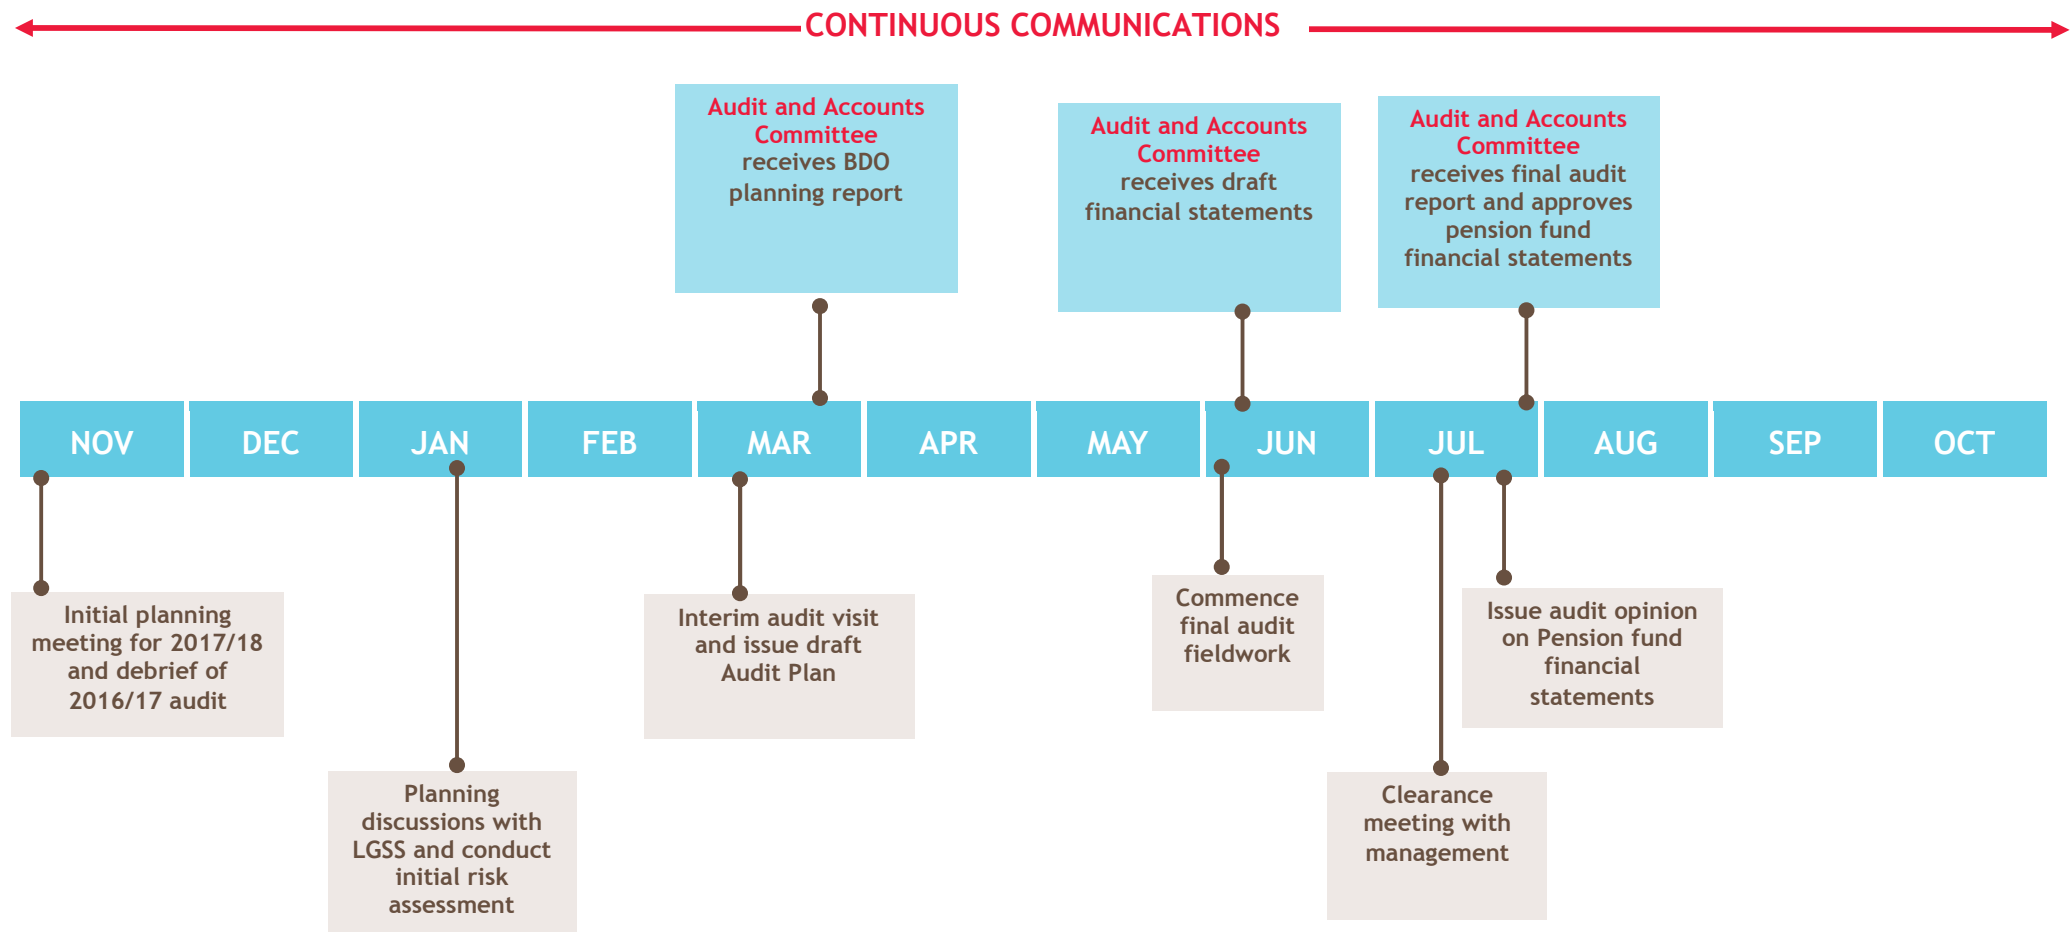 CONTINUOUS COMMUNICATIONS
Audit and Accounts
Committee
receives BDO
planning report
Audit and Accounts
Committee
receives draft
financial statements
Audit and Accounts
Committee
receives final audit
report and approves
pension fund
financial statements
NOV
DEC
JAN
FEB
MAR
APR
MAY
JUN
JUL
AUG
SEP
OCT
Initial planning
meeting for 2017/18
and debrief of
2016/17 audit
Planning
discussions with
LGSS and conduct
initial risk
assessment
Interim audit visit
and issue draft
Audit Plan
Commence
final audit
fieldwork
Clearance
meeting with
management
Issue audit opinion
on Pension fund
financial
statements